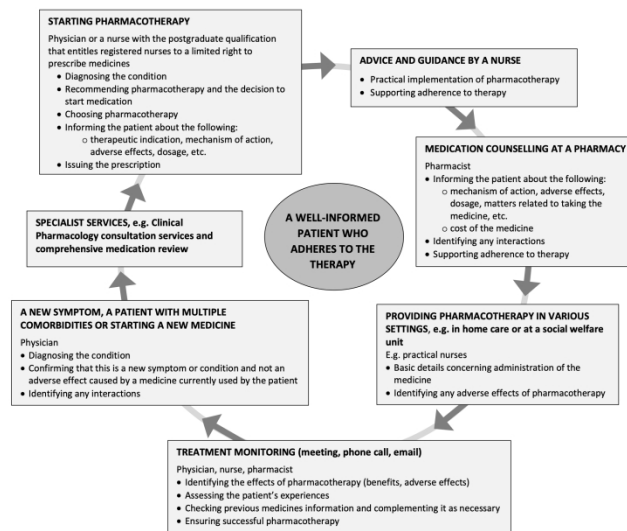 STARTING PHARMACOTHERAPY
Physician or a nurse with the postgraduate qualification
that entitles registered nurses to a limited right to
prescribe medicines
• Diagnosing the condition
• Recommending pharmacotherapy and the decision to
start medication
• Choosing pharmacotherapy
• Informing the patient about the following:
o therapeutic indication, mechanism of action,
adverse effects, dosage, etc.
• Issuing the prescription
ADVICE AND GUIDANCE BY A NURSE
• Practical implementation of pharmacotherapy
• Supporting adherence to therapy
MEDICATION COUNSELLING AT A PHARMACY
Pharmacist
• Informing the patient about the following:
o mechanism of action, adverse effects,
dosage, matters related to taking the
medicine, etc.
o cost of the medicine
• Identifying any interactions
• Supporting adherence to therapy
SPECIALIST SERVICES, e.g. Clinical
Pharmacology consultation services and
comprehensive medication review
A WELL-INFORMED
PATIENT WHO
ADHERES TO THE
THERAPY
A NEW SYMPTOM, A PATIENT WITH MULTIPLE
COMORBIDITIES OR STARTING A NEW MEDICINE
Physician
• Diagnosing the condition
• Confirming that this is a new symptom or condition and not an
adverse effect caused by a medicine currently used by the patient
• Identifying any interactions
PROVIDING PHARMACOTHERAPY IN VARIOUS
SETTINGS, e.g. in home care or at a social welfare
unit
E.g. practical nurses
• Basic details concerning administration of the
medicine
• Identifying any adverse effects of pharmacotherapy
TREATMENT MONITORING (meeting, phone call, email)
Physician, nurse, pharmacist
• Identifying the effects of pharmacotherapy (benefits, adverse effects)
• Assessing the patient's experiences
• Checking previous medicines information and complementing it as necessary
• Ensuring successful pharmacotherapy